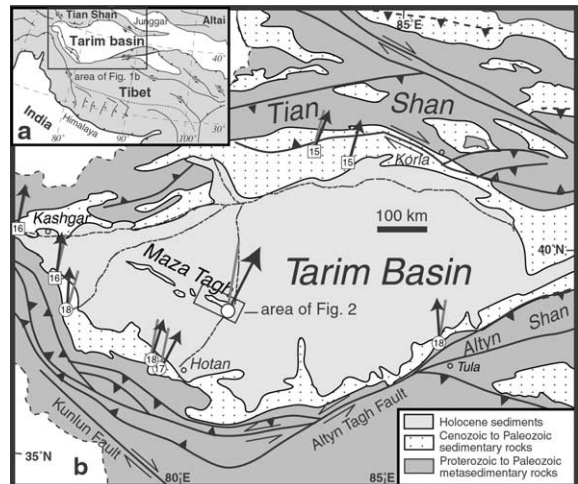 Tian Shan
Junggar
Altai
Tarim basin
40°
area of Fig. 1b
Tibet
India
Himalaya
80°
90°
100°
30°
a
85°E
Tian Shan
15
15
Korla
100 km
16
Kashgar
40°N
Maza Tagh
Tarim Basin
16
18
area of Fig. 2
18
18
17
Hotan
Altyn Shan
Tula
Kunlun Fault
Altyn Tagh Fault
35°N
b
80°E
85°E
Holocene sediments
Cenozoic to Paleozoic
sedimentary rocks
Proterozoic to Paleozoic
metasedimentary rocks